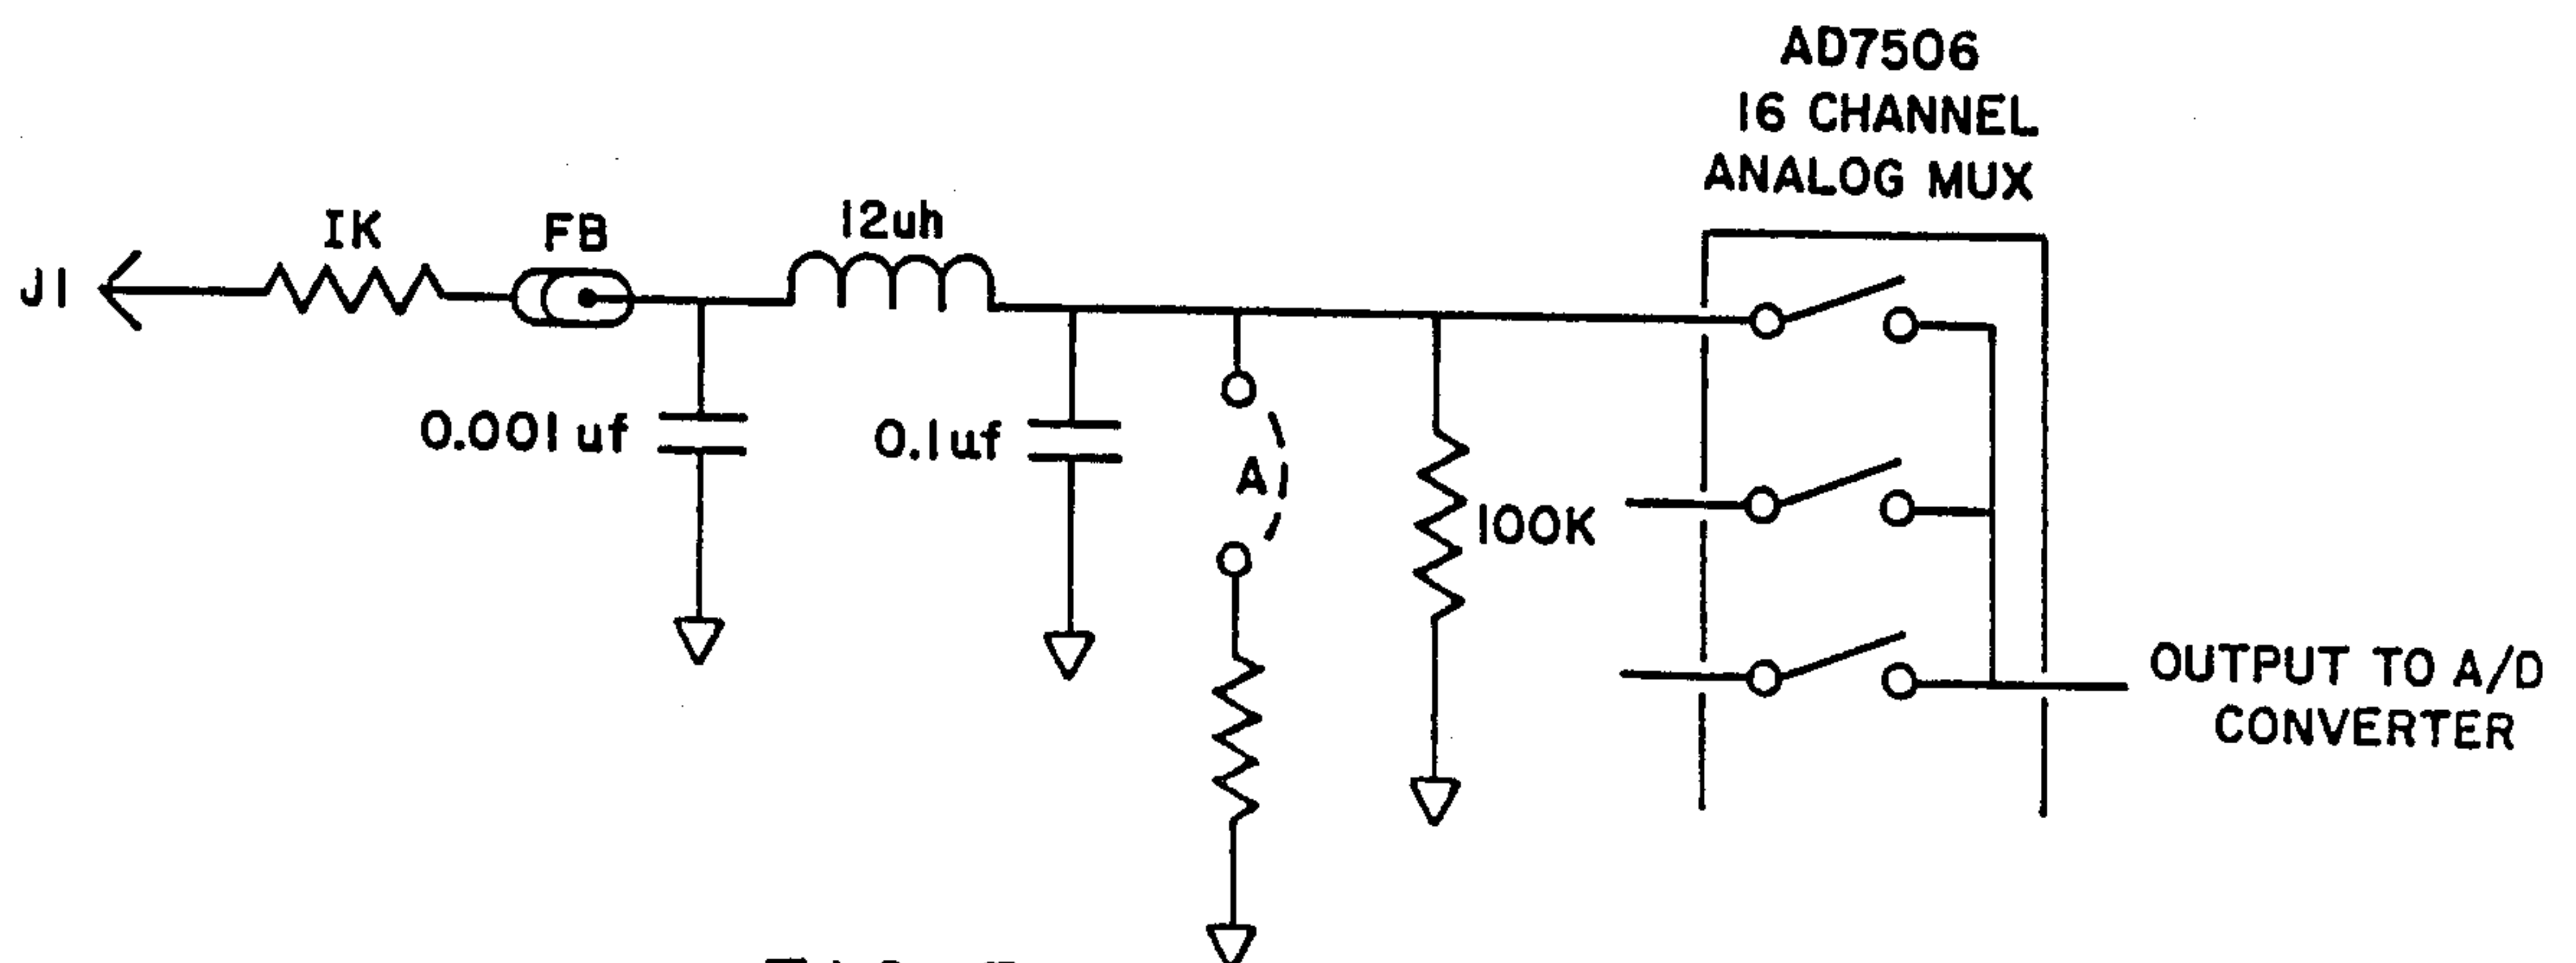 AD7506
16 CHANNEL
ANALOG MUX
J1
1K
FB
12uh
0.001uf
0.1uf
A
100K
OUTPUT TO A/D
CONVERTER